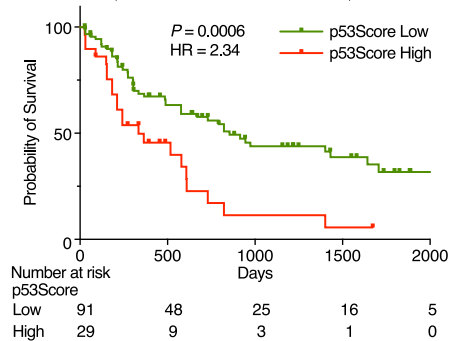 P = 0.0006
HR = 2.34
p53Score Low
p53Score High
Probability of Survival
100
50
0
0 500 1000 1500 2000
Days
Number at risk
p53Score
Low 91 48 25 16 5
High 29 9 3 1 0